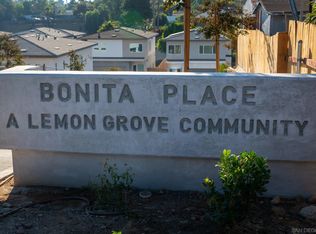 BONITA PLACE
A LEMON GROVE COMMUNITY